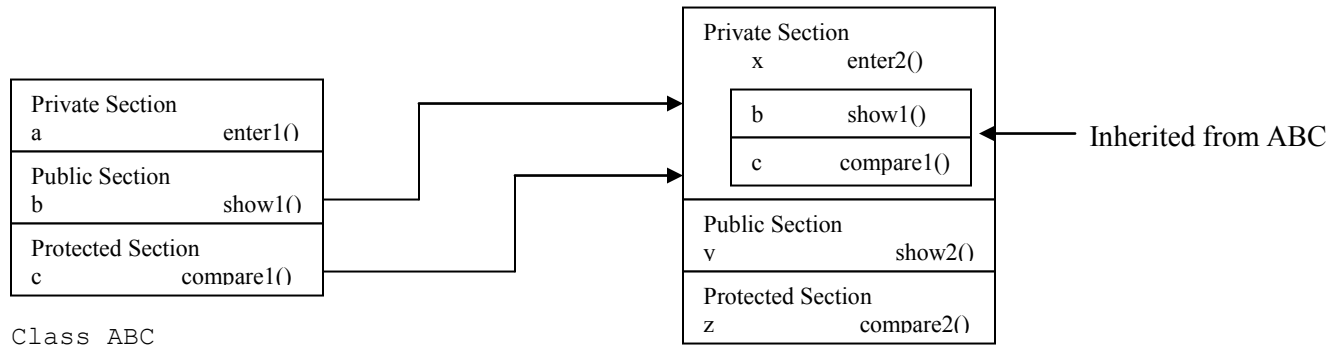 Private Section
a enter1()
Public Section
b show1()
Protected Section
c compare1()
Class ABC
Private Section
x enter2()
b show1()
c compare1()
Inherited from ABC
Public Section
v show2()
Protected Section
z compare2()